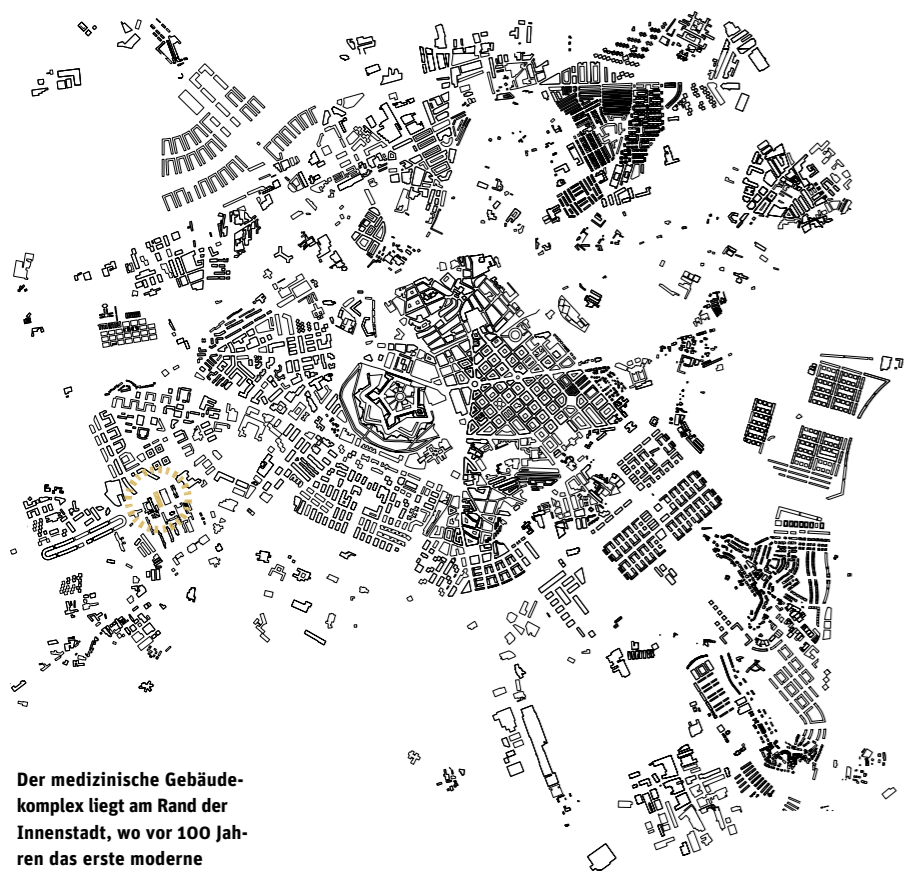 Der medizinische Gebäude-
komplex liegt am Rand der
Innenstadt, wo vor 100 Jah-
ren das erste moderne